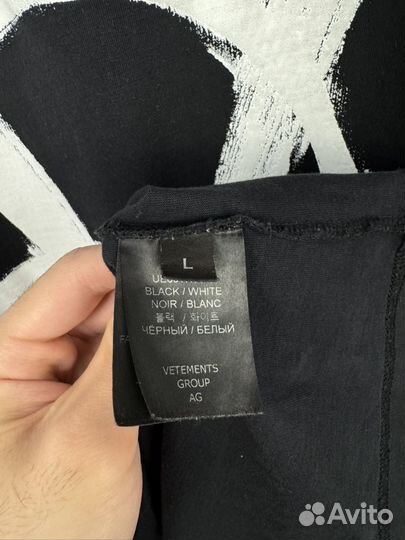 L
BLACK / WHITE
NOIR / BLANC
블랙 / 화이트
ЧЁРНЫЙ / БЕЛЫЙ
VETEMENTS
GROUP
AG
Avito